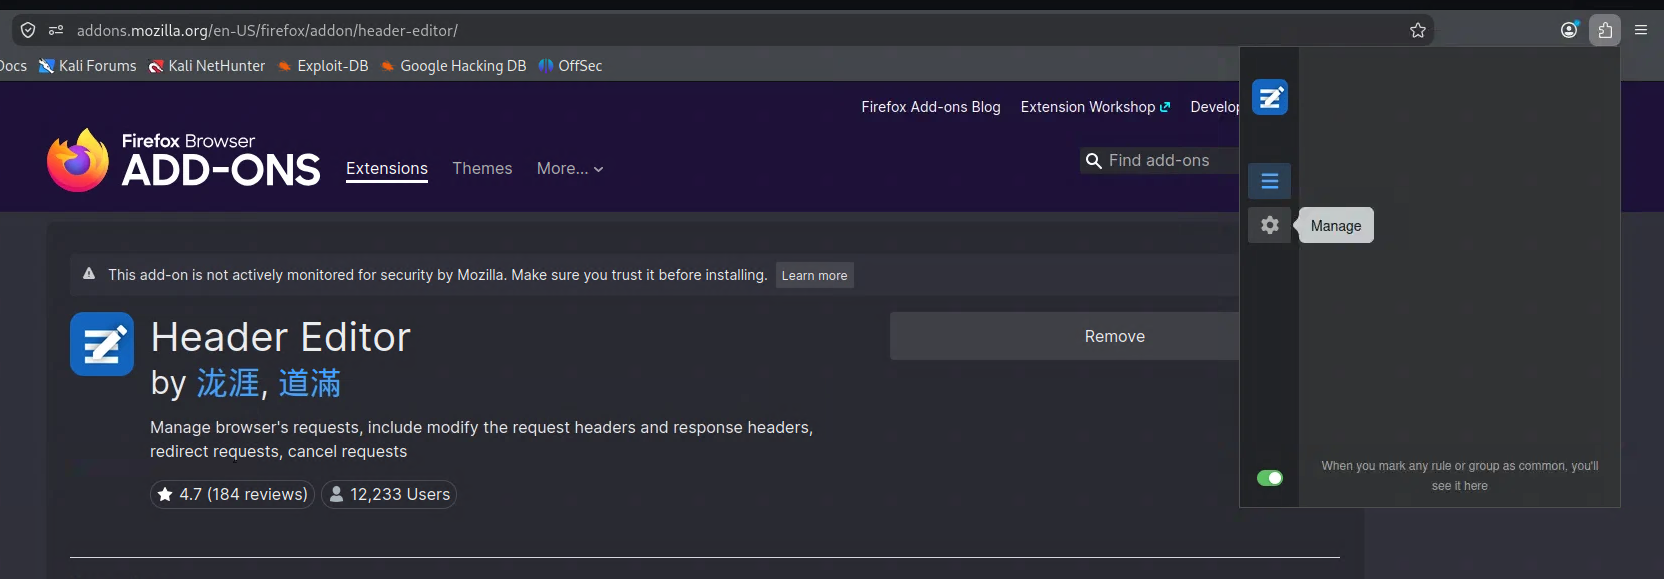 addons.mozilla.org/en-US/firefox/addon/header-editor/
Docs Kali Forums Kali NetHunter Exploit-DB Google Hacking DB OffSec
Firefox Add-ons Blog Extension Workshop Develop
Firefox Browser
ADD-ONS
Extensions Themes More...
Find add-ons
Manage
This add-on is not actively monitored for security by Mozilla. Make sure you trust it before installing. Learn more
Header Editor
Remove
by 泷涯, 道滿
Manage browser's requests, include modify the request headers and response headers,
redirect requests, cancel requests
4.7 (184 reviews) 12,233 Users
When you mark any rule or group as common, you'll
see it here